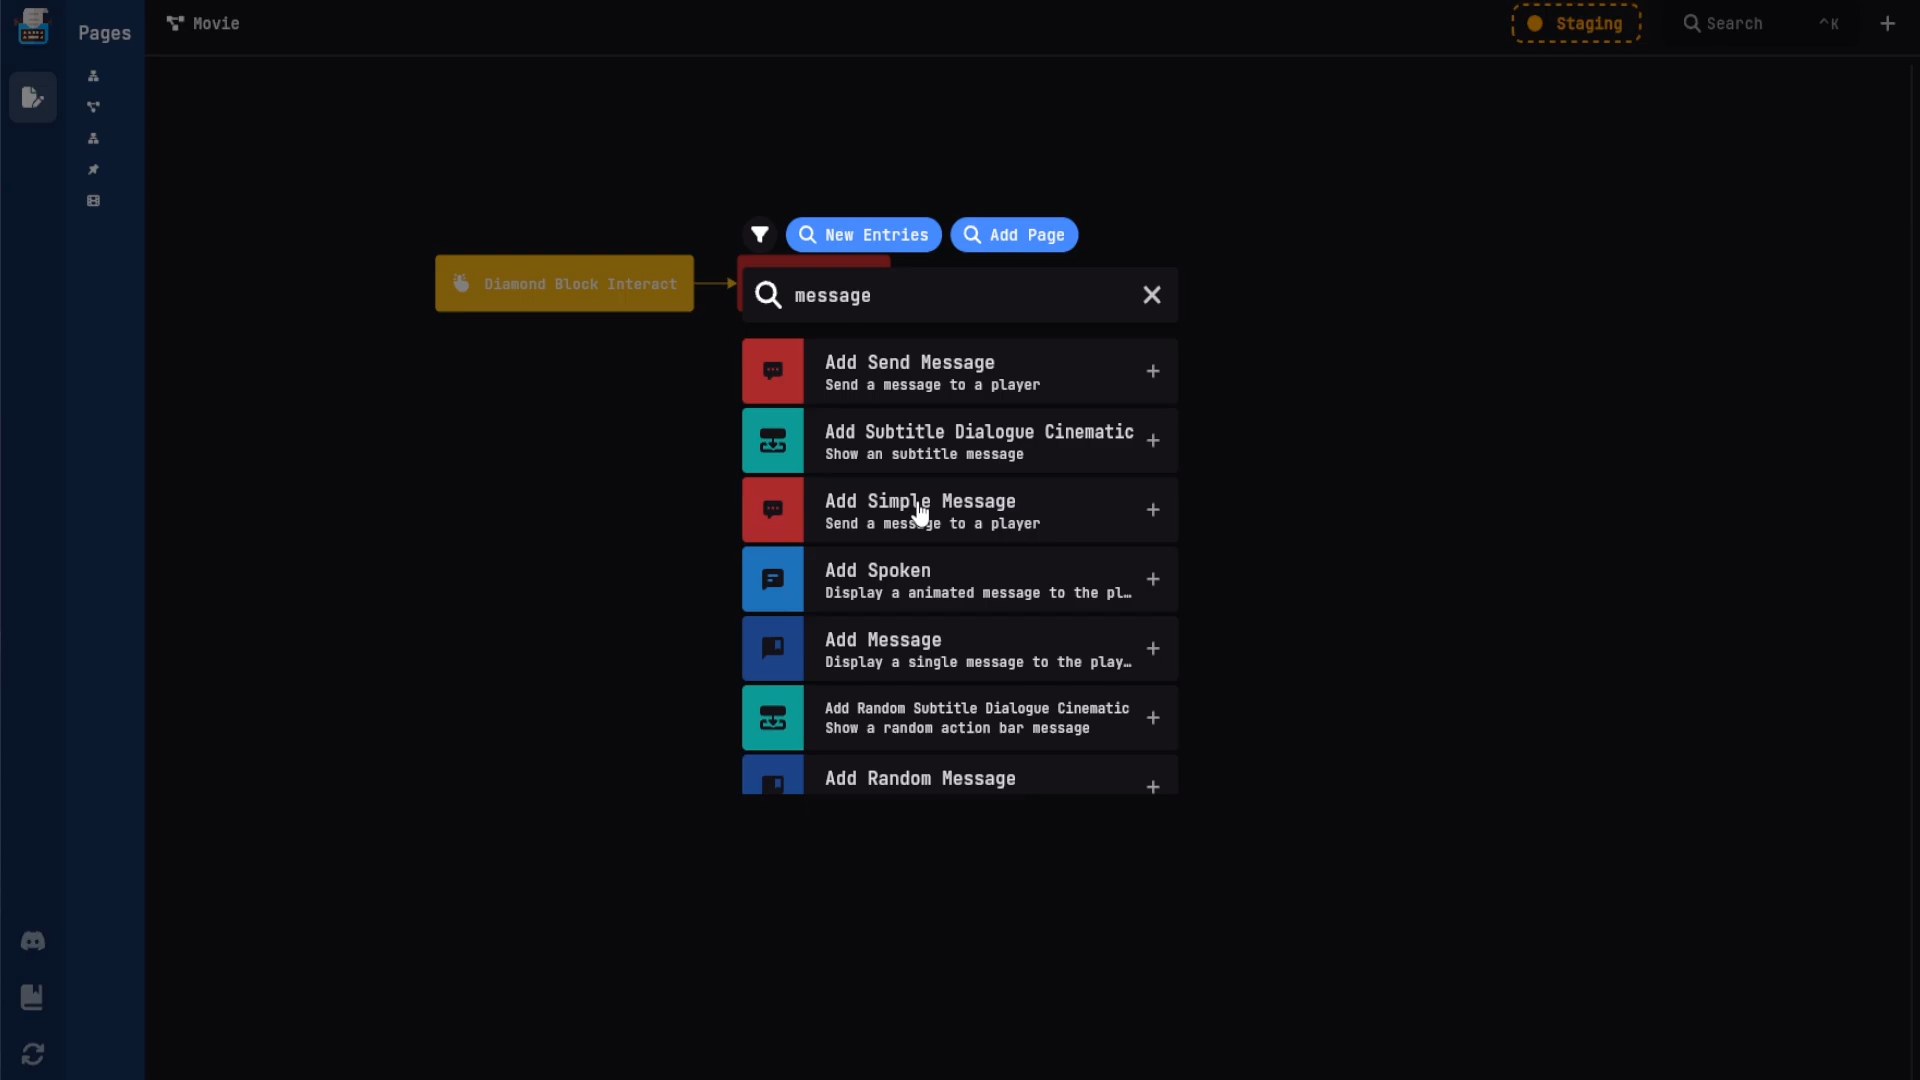 Pages
Movie
Staging
Search
^K
New Entries
Add Page
Diamond Block Interact
message
Add Send Message
Send a message to a player
Add Subtitle Dialogue Cinematic
Show an subtitle message
Add Simple Message
Send a message to a player
Add Spoken
Display a animated message to the pl…
Add Message
Display a single message to the play…
Add Random Subtitle Dialogue Cinematic
Show a random action bar message
Add Random Message